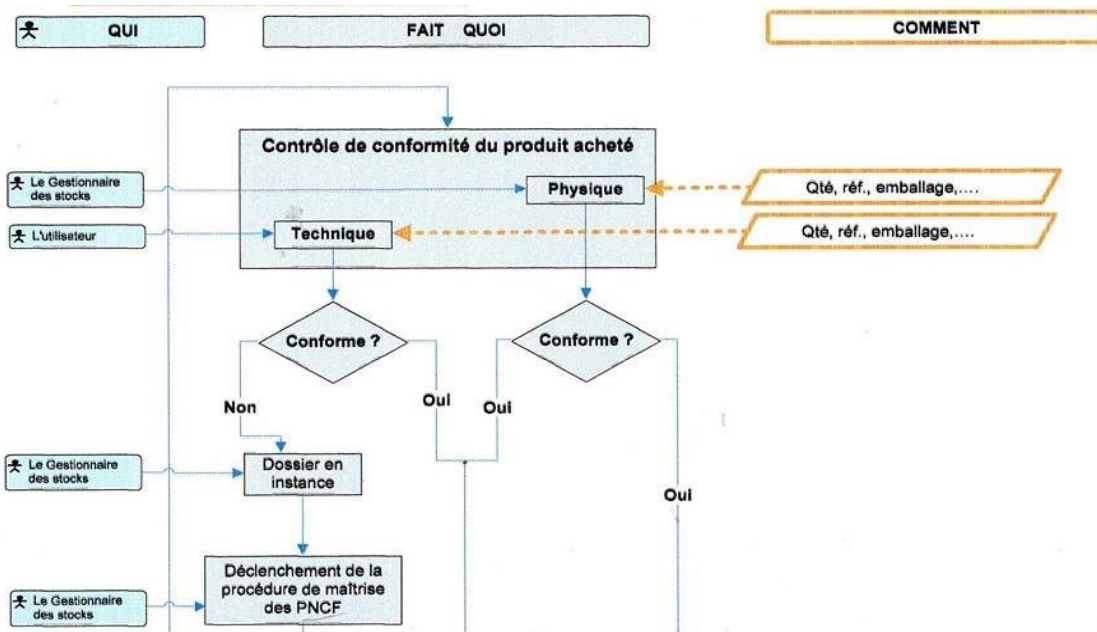 QUI
FAIT QUOI
COMMENT
Contrôle de conformité du produit acheté
Le Gestionnaire
des stocks
Physique
Qté, réf., emballage,....
L'utilisateur
Technique
Qté, réf., emballage,....
Conforme ?
Conforme ?
Non
Oui
Oui
Le Gestionnaire
des stocks
Dossier en
instance
Oui
Déclenchement de la
procédure de maîtrise
des PNCF
Le Gestionnaire
des stocks